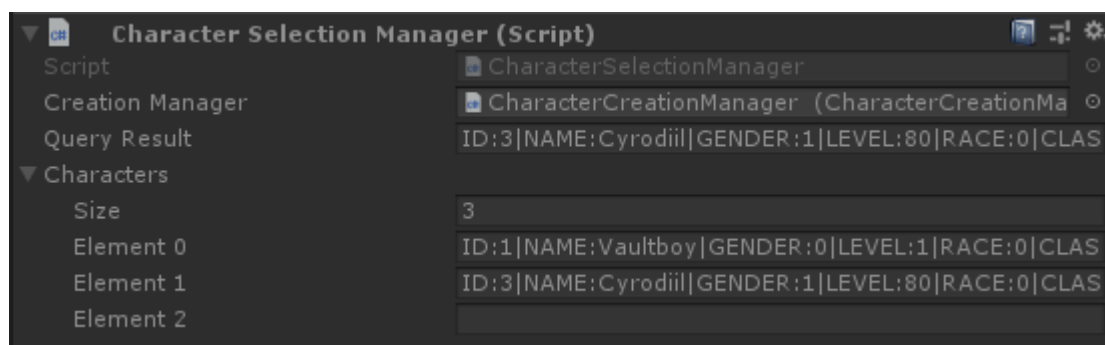 Character Selection Manager (Script)
Script CharacterSelectionManager
Creation Manager CharacterCreationManager (CharacterCreationMa
Query Result ID:3|NAME:Cyrodiil|GENDER:1|LEVEL:80|RACE:0|CLAS
Characters
Size 3
Element 0 ID:1|NAME:Vaultboy|GENDER:0|LEVEL:1|RACE:0|CLAS
Element 1 ID:3|NAME:Cyrodiil|GENDER:1|LEVEL:80|RACE:0|CLAS
Element 2